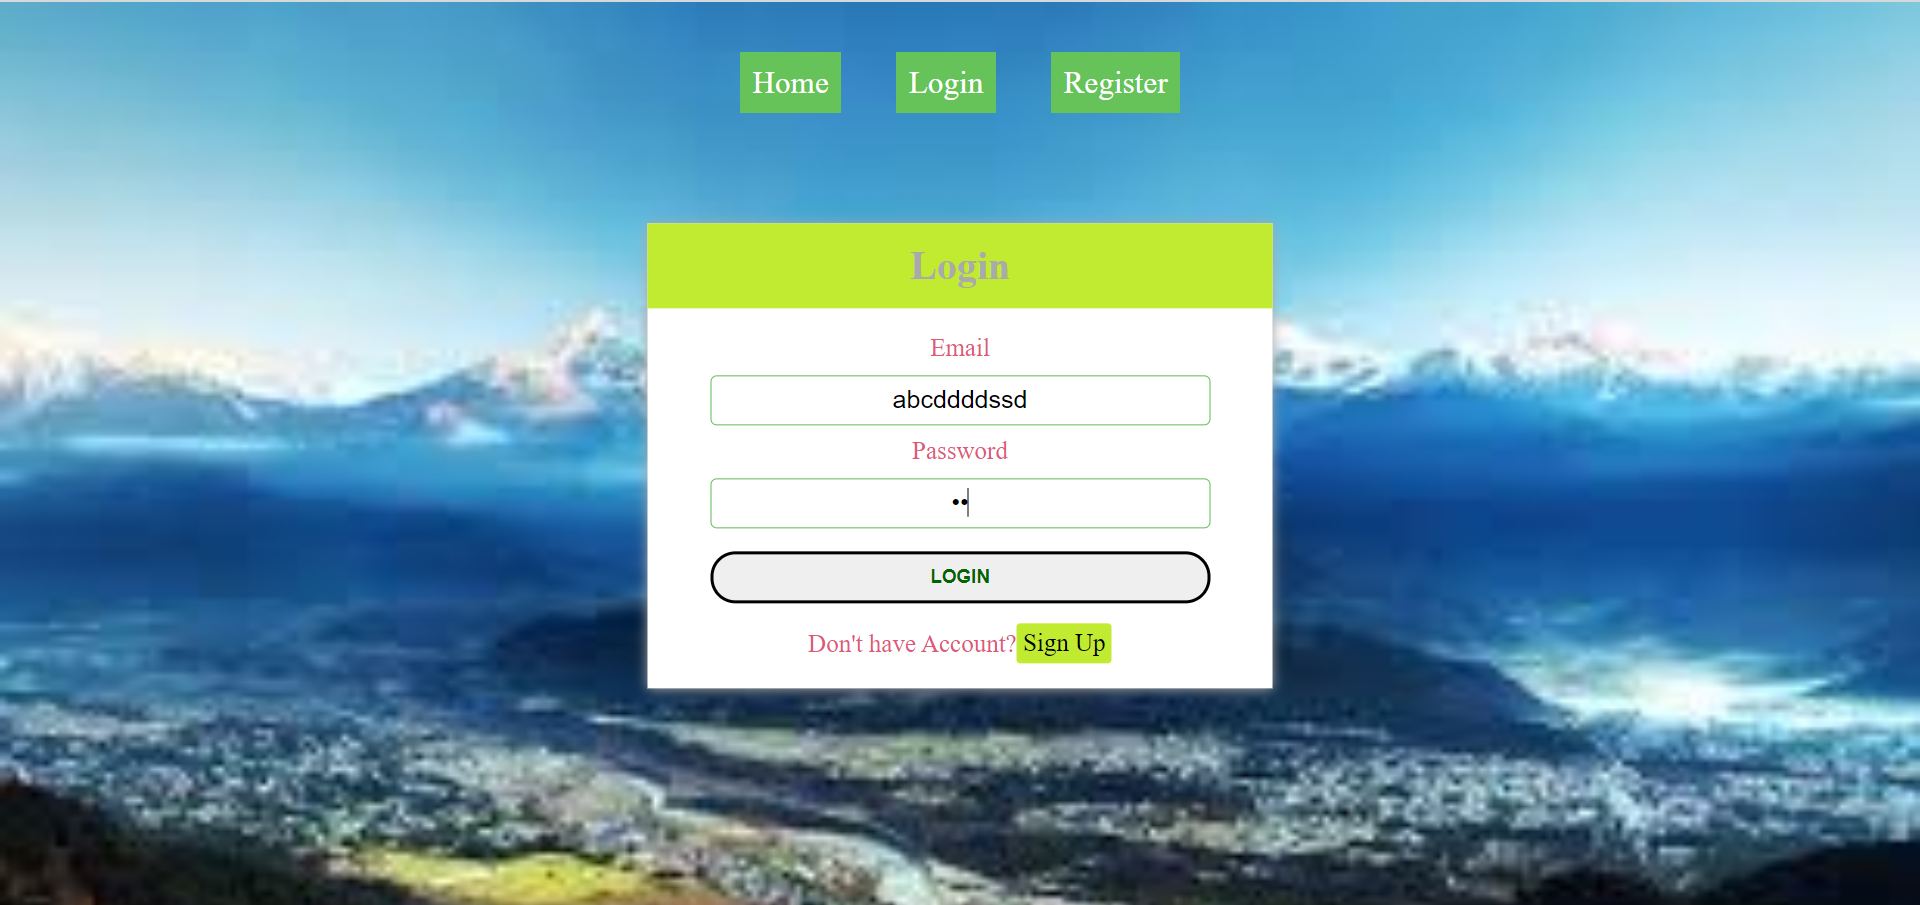 Home Login Register
Login
Email
abcddddssd
Password
••
LOGIN
Don't have Account? Sign Up